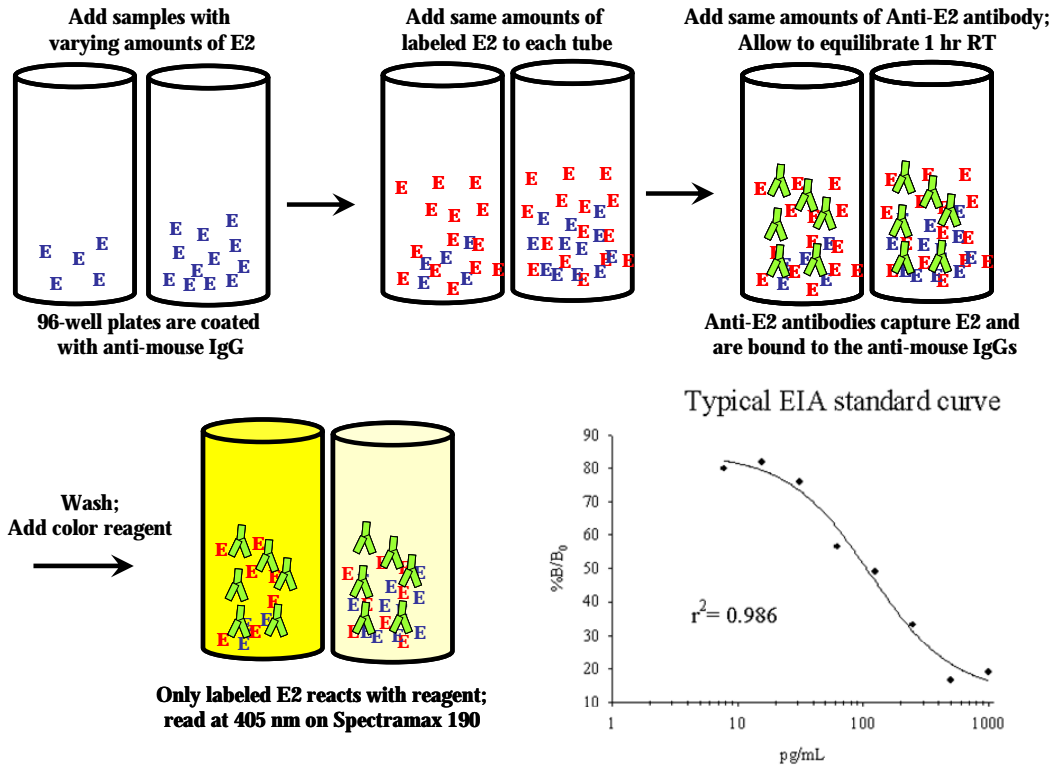 Add samples with
varying amounts of E2
Add same amounts of
labeled E2 to each tube
Add same amounts of Anti-E2 antibody;
Allow to equilibrate 1 hr RT
96-well plates are coated
with anti-mouse IgG
Anti-E2 antibodies capture E2 and
are bound to the anti-mouse IgGs
Wash;
Add color reagent
Only labeled E2 reacts with reagent;
read at 405 nm on Spectramax 190
Typical EIA standard curve
%B/B0
90
80
70
60
50
40
30
20
10
r2= 0.986
1
10
100
1000
pg/mL